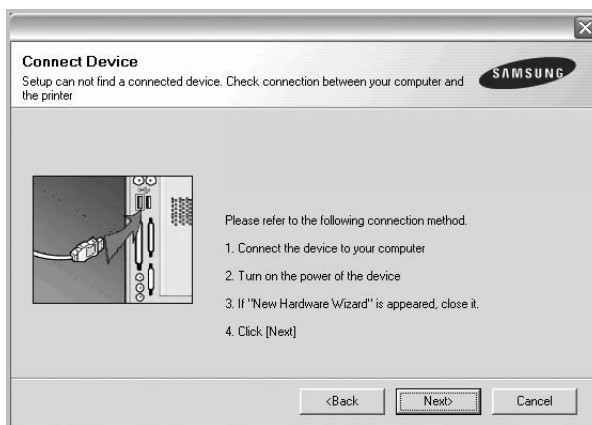 Connect Device
Setup can not find a connected device. Check connection between your computer and
the printer
SAMSUNG
Please refer to the following connection method.
1. Connect the device to your computer
2. Turn on the power of the device
3. If "New Hardware Wizard" is appeared, close it.
4. Click [Next]
<Back
Next>
Cancel